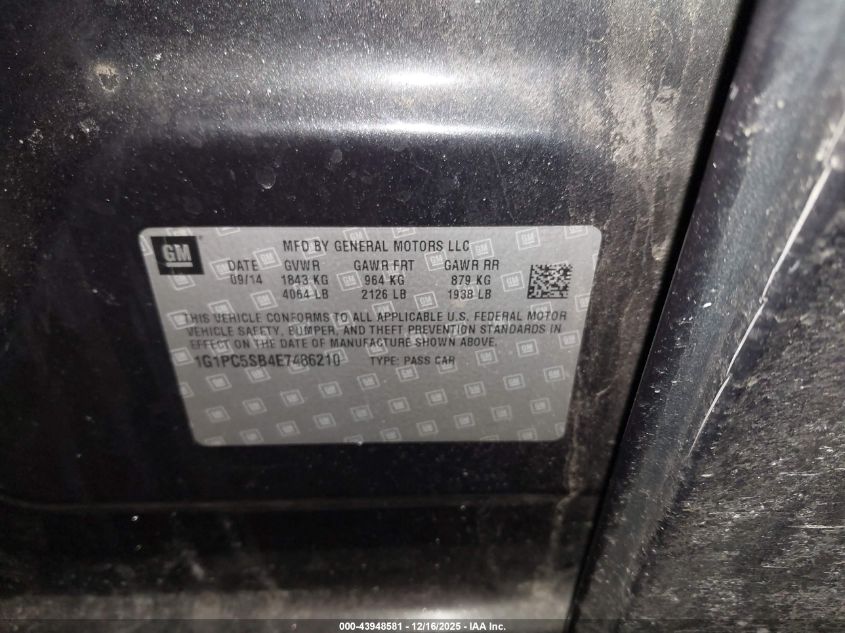 GM
MFD BY GENERAL MOTORS LLC
DATE GVWR GAWR FRT GAWR RR
09/14 1843 KG 964 KG 879 KG
4064 LB 2126 LB 1938 LB
THIS VEHICLE CONFORMS TO ALL APPLICABLE U.S. FEDERAL MOTOR
VEHICLE SAFETY, BUMPER, AND THEFT PREVENTION STANDARDS IN
EFFECT ON THE DATE OF MANUFACTURE SHOWN ABOVE.
1G1PC5SB4E7486210 TYPE: PASS CAR
000-43948581 - 12/16/2025 - IAA Inc.